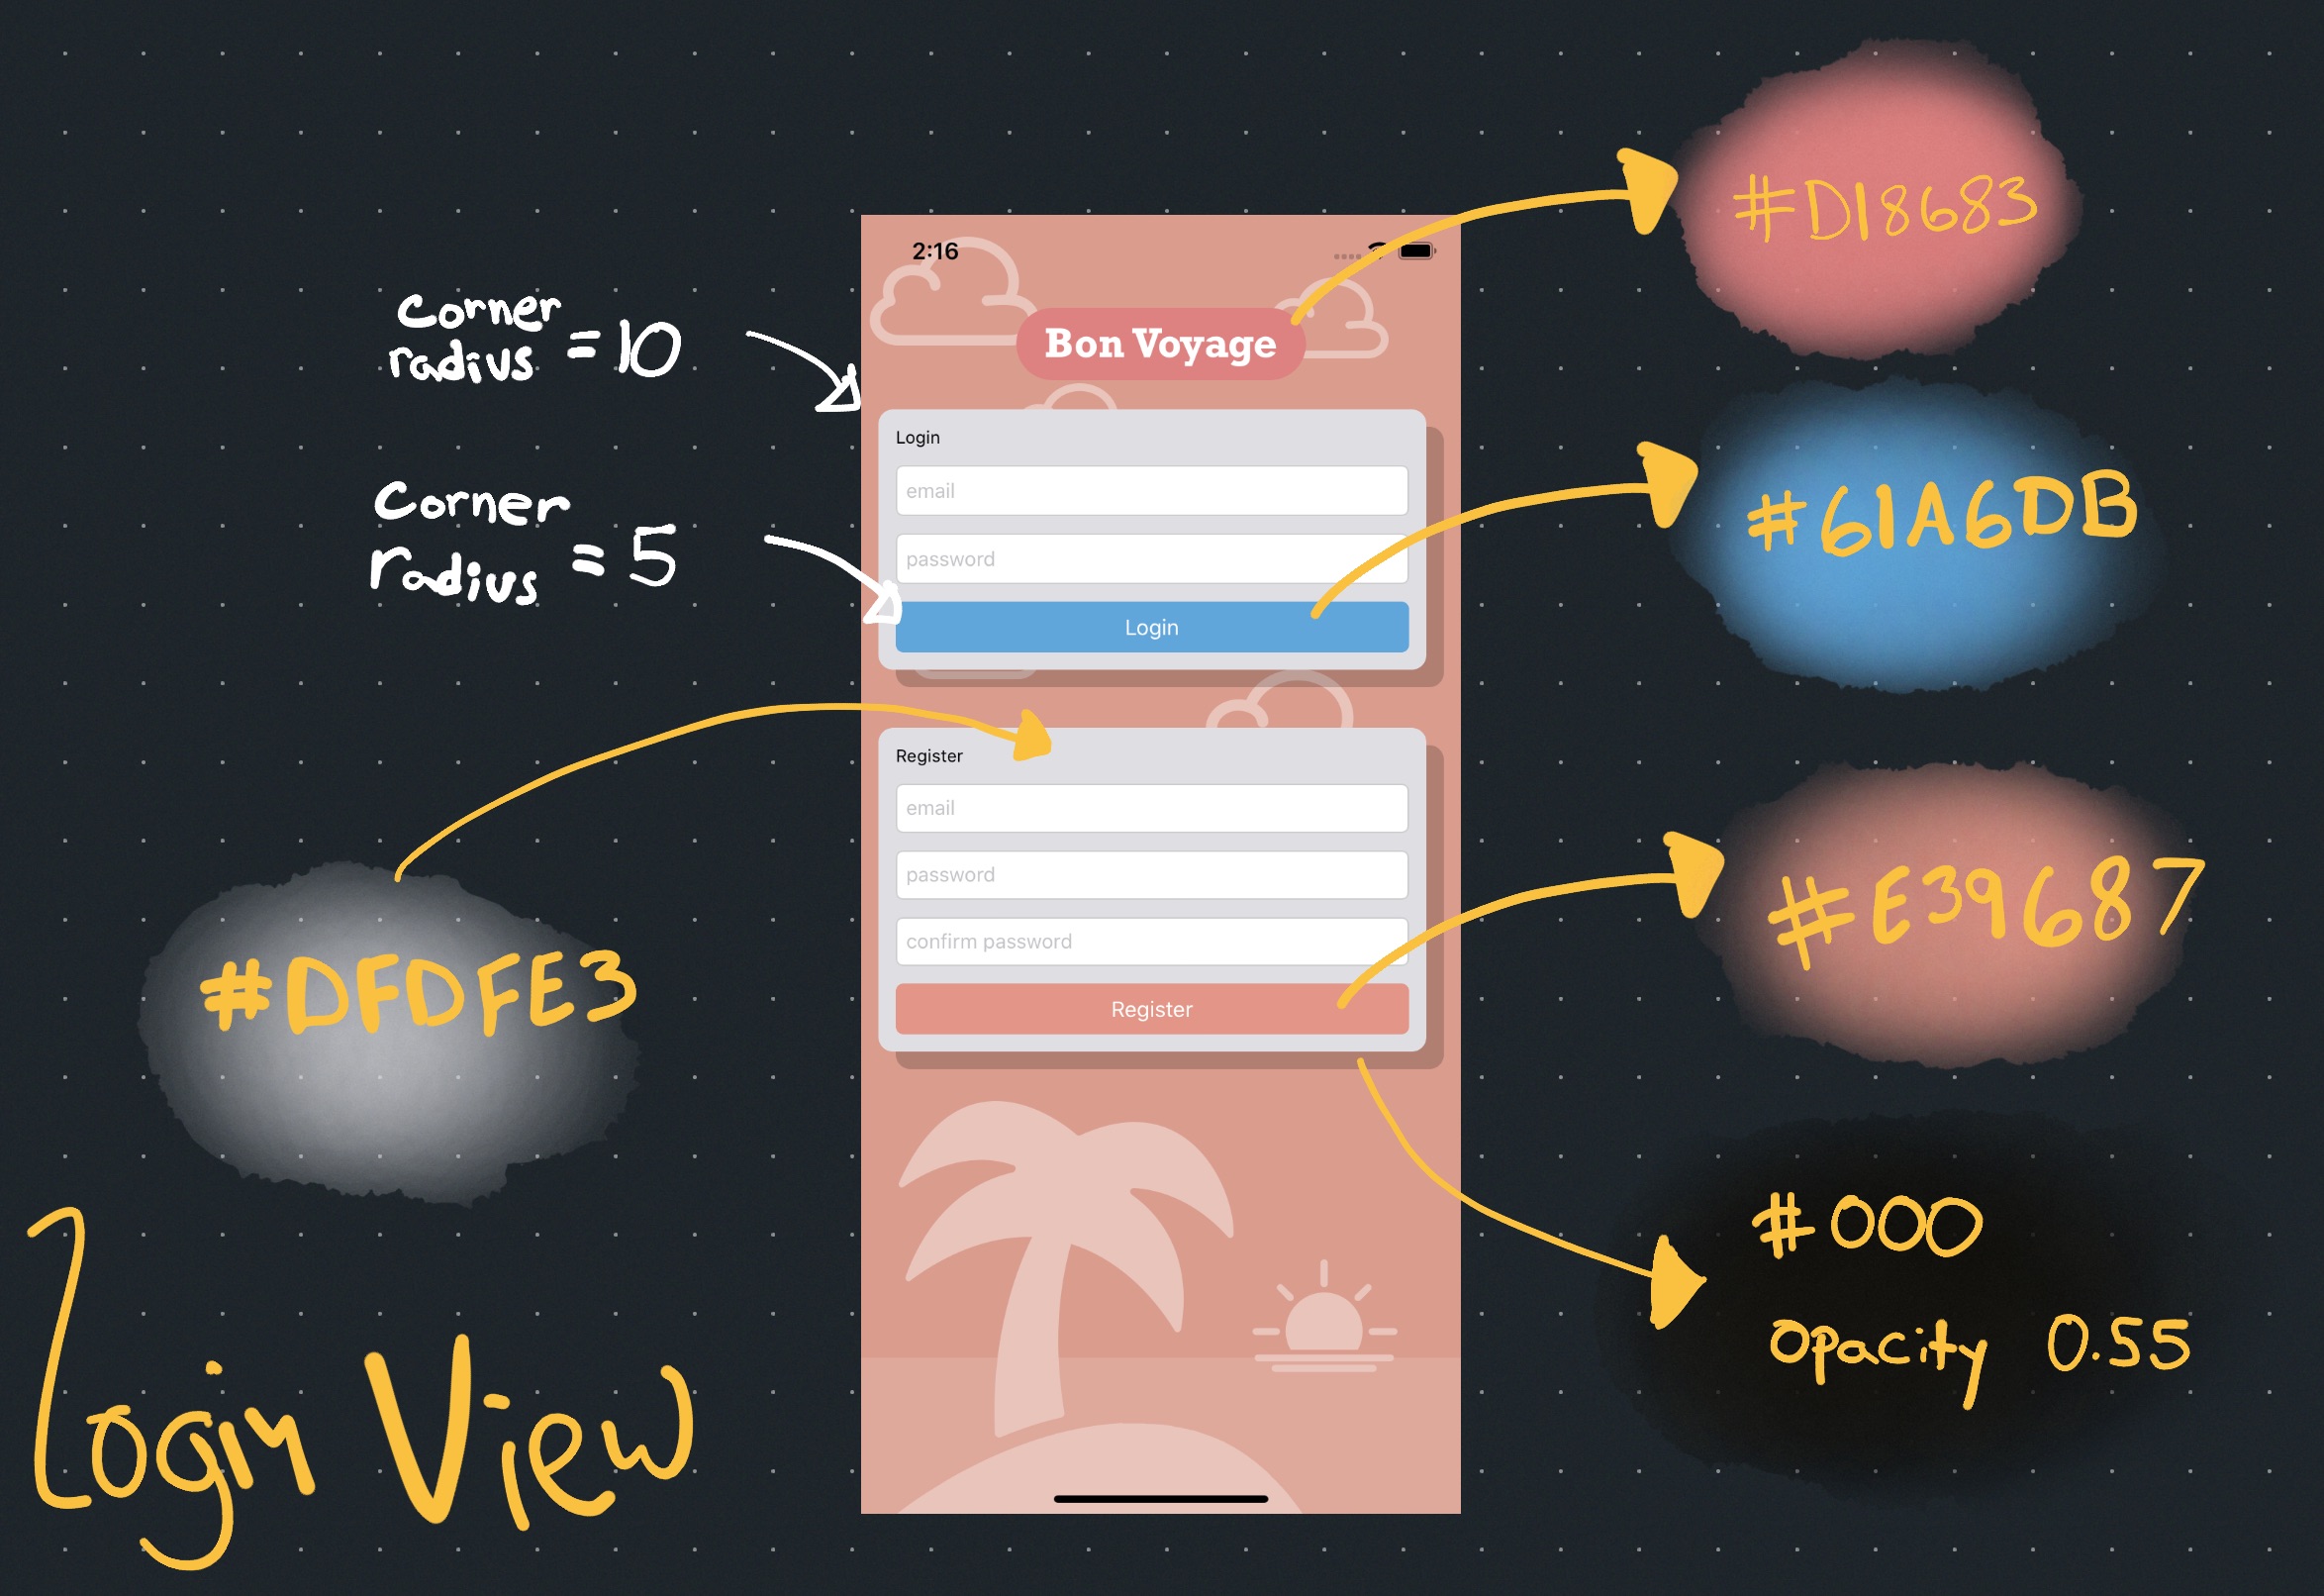 #D18683
2:16
Corner
radius = 10
Bon Voyage
Login
email
password
Login
Corner
radius = 5
#61A6DB
Register
email
password
confirm password
Register
#DFDFE3
#E39687
#000
Opacity 0.55
Login View